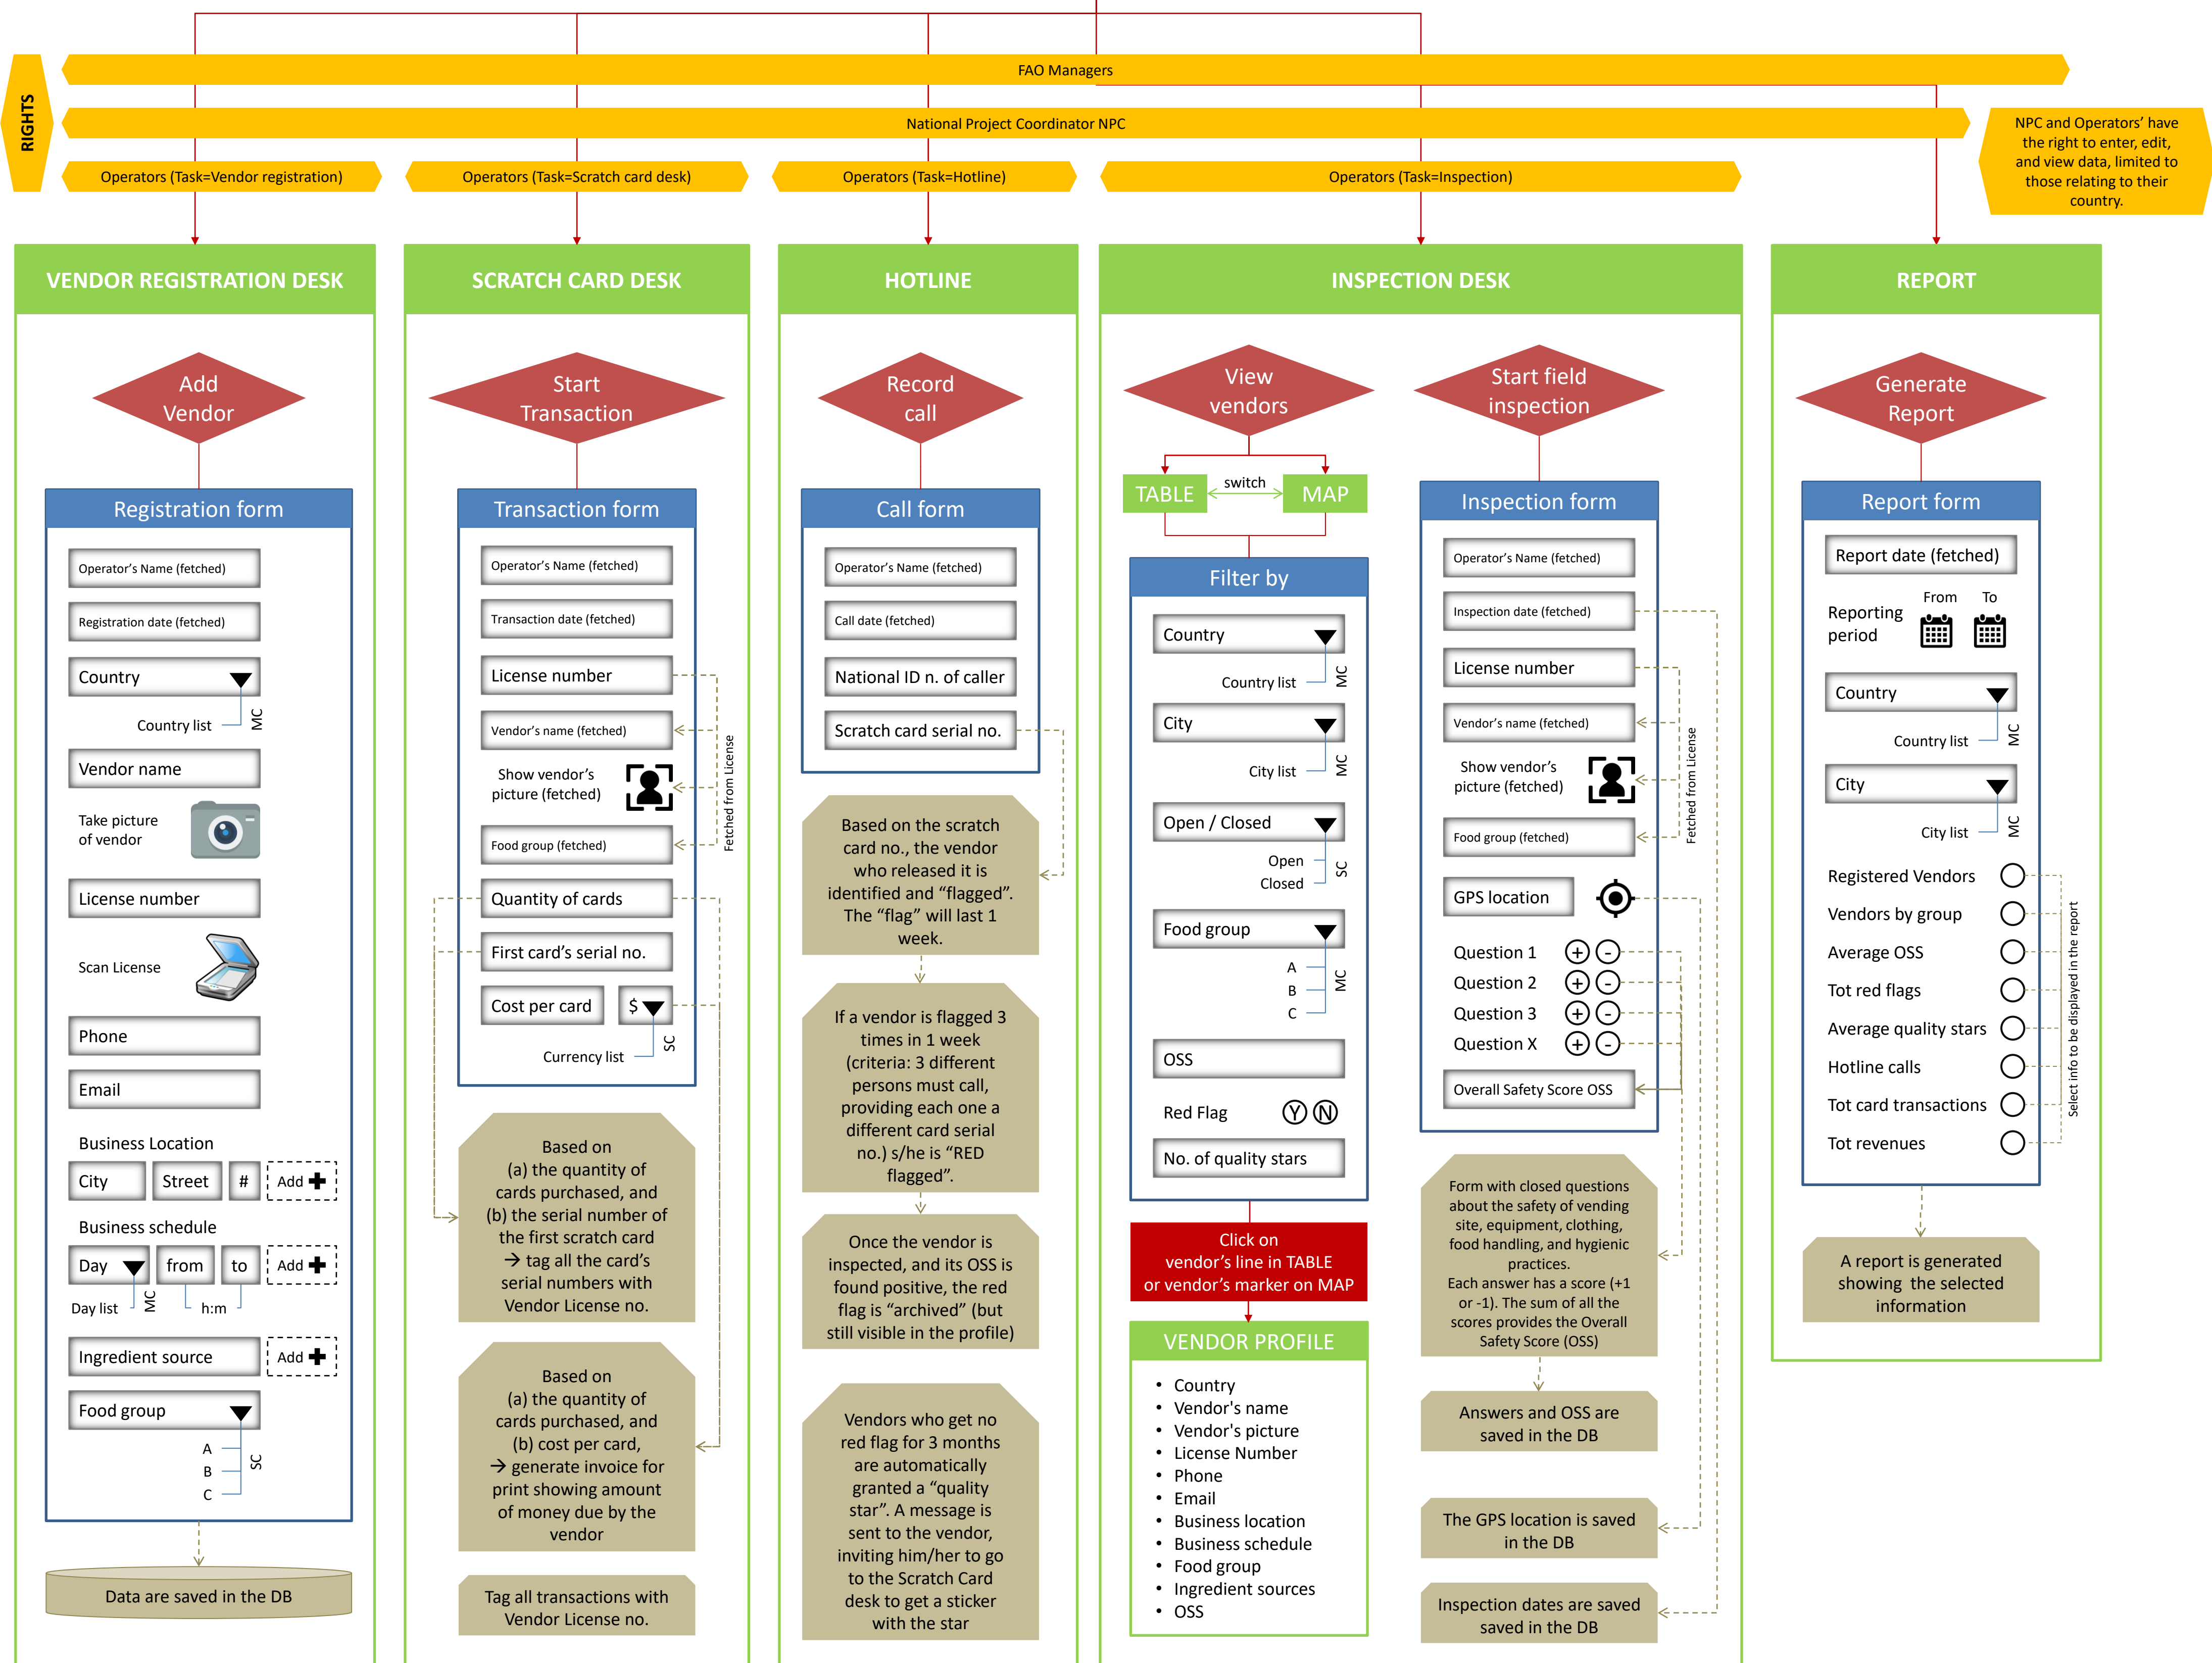 RIGHTS
FAO Managers
National Project Coordinator NPC
Operators (Task=Vendor registration)
Operators (Task=Scratch card desk)
Operators (Task=Hotline)
Operators (Task=Inspection)
NPC and Operators’ have
the right to enter, edit,
and view data, limited to
those relating to their
country.
VENDOR REGISTRATION DESK
Add
Vendor
Registration form
Operator’s Name (fetched)
Registration date (fetched)
Country
Country list
MC
Vendor name
Take picture
of vendor
License number
Scan License
Phone
Email
Business Location
City
Street
#
Add
Business schedule
Day
from
to
Add
Day list
MC
h:m
Ingredient source
Add
Food group
A
B
C
SC
Data are saved in the DB
SCRATCH CARD DESK
Start
Transaction
Transaction form
Operator’s Name (fetched)
Transaction date (fetched)
License number
Vendor’s name (fetched)
Show vendor’s
picture (fetched)
Food group (fetched)
Fetched from License
Quantity of cards
First card’s serial no.
Cost per card
$
Currency list
SC
Based on
(a) the quantity of
cards purchased, and
(b) the serial number of
the first scratch card
→ tag all the card’s
serial numbers with
Vendor License no.
Based on
(a) the quantity of
cards purchased, and
(b) cost per card,
→ generate invoice for
print showing amount
of money due by the
vendor
Tag all transactions with
Vendor License no.
HOTLINE
Record
call
Call form
Operator’s Name (fetched)
Call date (fetched)
National ID n. of caller
Scratch card serial no.
Based on the scratch
card no., the vendor
who released it is
identified and “flagged”.
The “flag” will last 1
week.
If a vendor is flagged 3
times in 1 week
(criteria: 3 different
persons must call,
providing each one a
different card serial
no.) s/he is “RED
flagged”.
Once the vendor is
inspected, and its OSS is
found positive, the red
flag is “archived” (but
still visible in the profile)
Vendors who get no
red flag for 3 months
are automatically
granted a “quality
star”. A message is
sent to the vendor,
inviting him/her to go
to the Scratch Card
desk to get a sticker
with the star
INSPECTION DESK
View
vendors
TABLE
switch
MAP
Filter by
Country
Country list
MC
City
City list
MC
Open / Closed
Open
Closed
SC
Food group
A
B
C
MC
OSS
Red Flag
Y
N
No. of quality stars
Click on
vendor’s line in TABLE
or vendor’s marker on MAP
VENDOR PROFILE
• Country
• Vendor's name
• Vendor's picture
• License Number
• Phone
• Email
• Business location
• Business schedule
• Food group
• Ingredient sources
• OSS
Start field
inspection
Inspection form
Operator’s Name (fetched)
Inspection date (fetched)
License number
Vendor’s name (fetched)
Show vendor’s
picture (fetched)
Food group (fetched)
Fetched from License
GPS location
Question 1 + -
Question 2 + -
Question 3 + -
Question X + -
Overall Safety Score OSS
Form with closed questions
about the safety of vending
site, equipment, clothing,
food handling, and hygienic
practices.
Each answer has a score (+1
or -1). The sum of all the
scores provides the Overall
Safety Score (OSS)
Answers and OSS are
saved in the DB
The GPS location is saved
in the DB
Inspection dates are saved
saved in the DB
REPORT
Generate
Report
Report form
Report date (fetched)
From
To
Reporting
period
Country
Country list
MC
City
City list
MC
Registered Vendors
Vendors by group
Average OSS
Tot red flags
Average quality stars
Hotline calls
Tot card transactions
Tot revenues
Select info to be displayed in the report
A report is generated
showing the selected
information